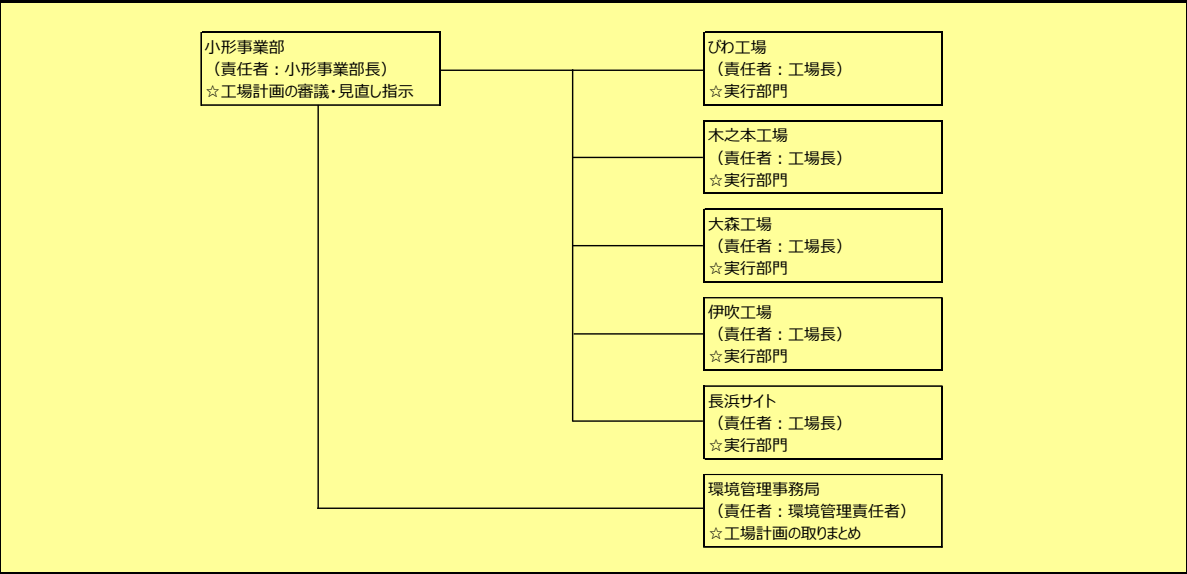 小形事業部
（責任者：小形事業部長）
☆工場計画の審議・見直し指示
びわ工場
（責任者：工場長）
☆実行部門
木之本工場
（責任者：工場長）
☆実行部門
大森工場
（責任者：工場長）
☆実行部門
伊吹工場
（責任者：工場長）
☆実行部門
長浜サイト
（責任者：工場長）
☆実行部門
環境管理事務局
（責任者：環境管理責任者）
☆工場計画の取りまとめ